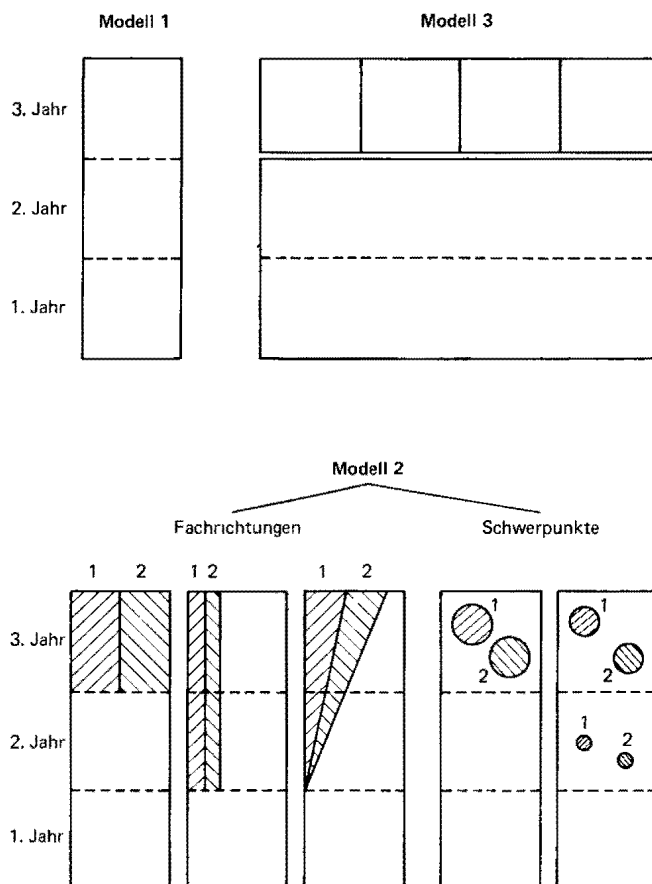 Modell 1 Modell 3
3. Jahr
2. Jahr
1. Jahr
Modell 2
Fachrichtungen Schwerpunkte
1 2 1 2 1 2
3. Jahr 1 1
2 2
2. Jahr 1 2
1. Jahr